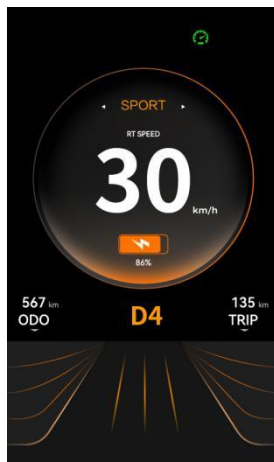 SPORT
RT SPEED
30 km/h
86%
567 km
ODO
D4
135 km
TRIP